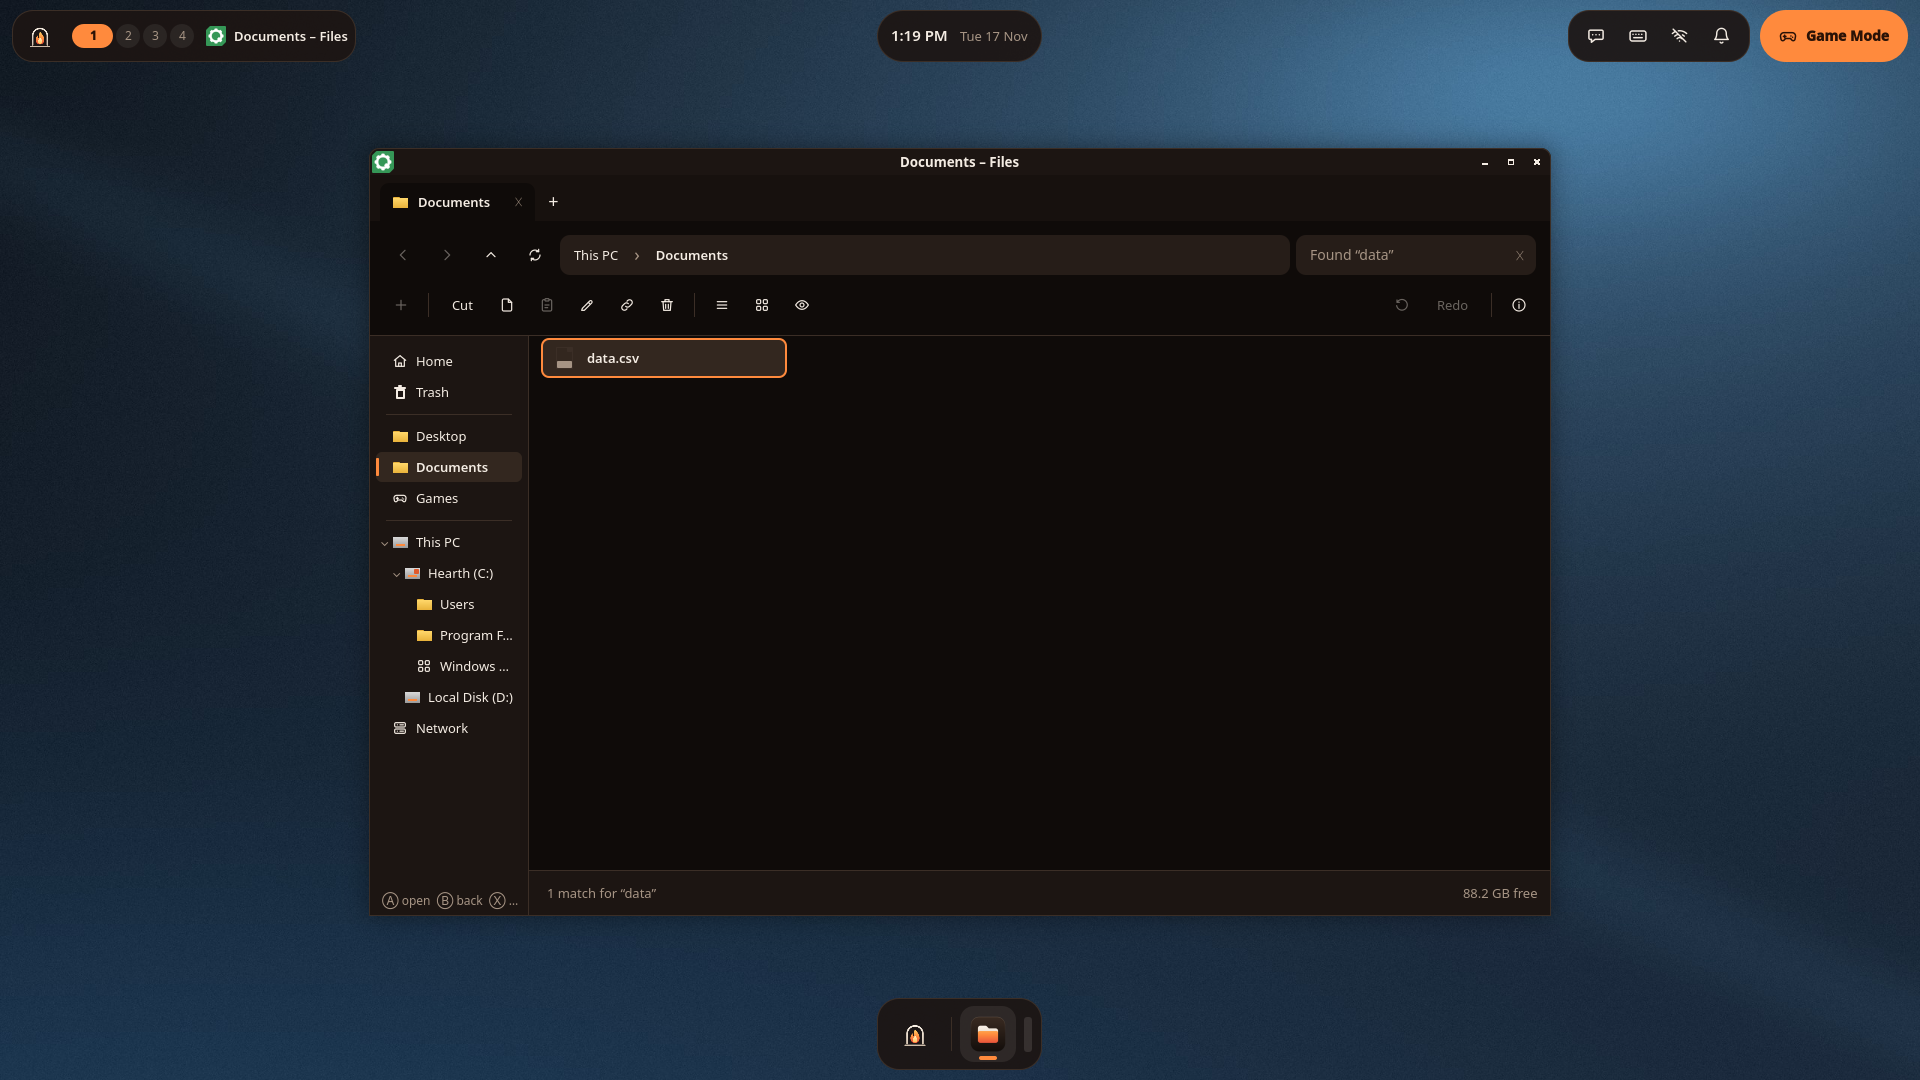 1 2 3 4 Documents – Files
1:19 PM Tue 17 Nov
Game Mode
Documents – Files
Documents X +
This PC › Documents
Found “data” X
Cut
Redo
Home
Trash
Desktop
Documents
Games
This PC
Hearth (C:)
Users
Program F...
Windows ...
Local Disk (D:)
Network
A open B back X ...
data.csv
1 match for “data”
88.2 GB free